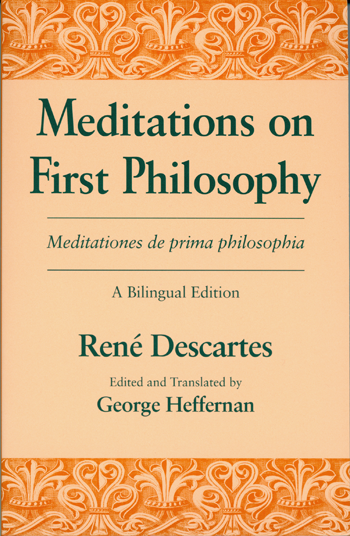 Meditations on
First Philosophy
Meditationes de prima philosophia
A Bilingual Edition
René Descartes
Edited and Translated by
George Heffernan